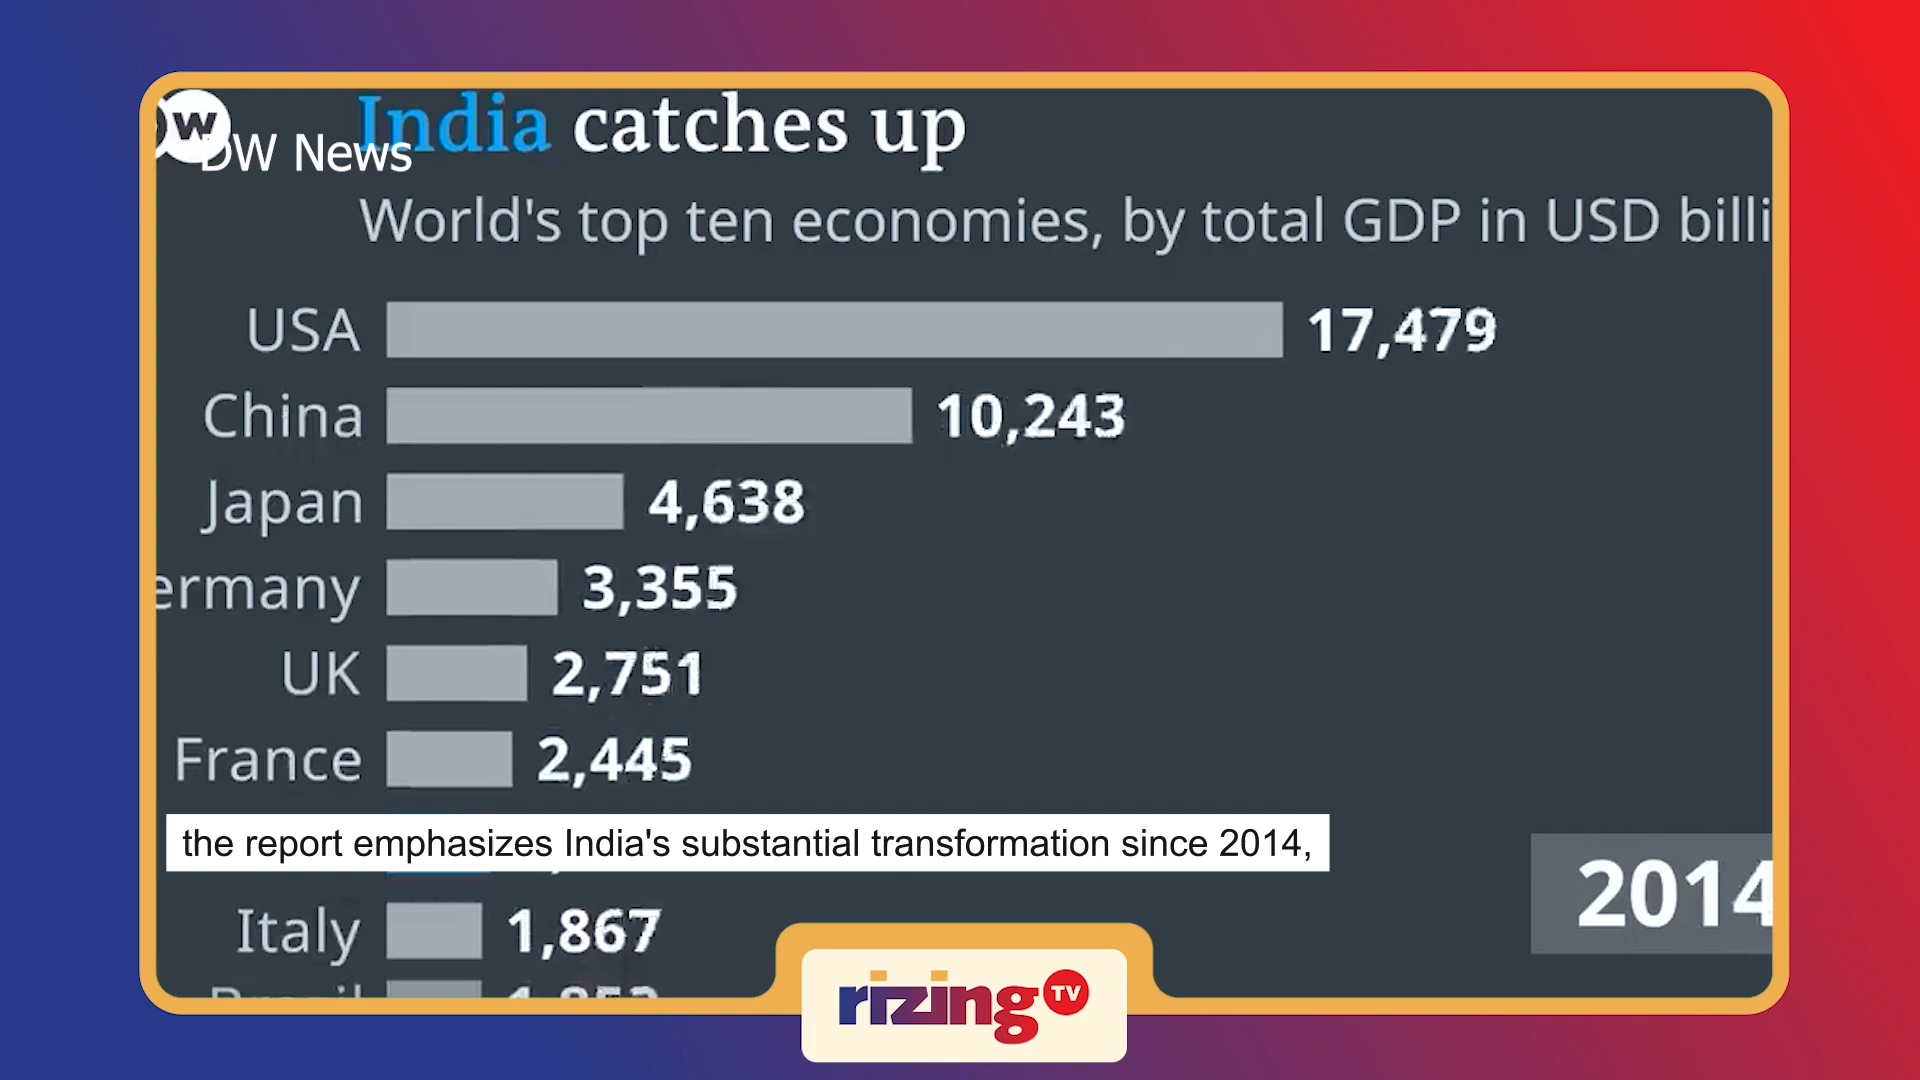 India catches up
DW News
World's top ten economies, by total GDP in USD billi
USA 17,479
China 10,243
Japan 4,638
ermany 3,355
UK 2,751
France 2,445
the report emphasizes India's substantial transformation since 2014,
2014
Italy 1,867
rizing TV